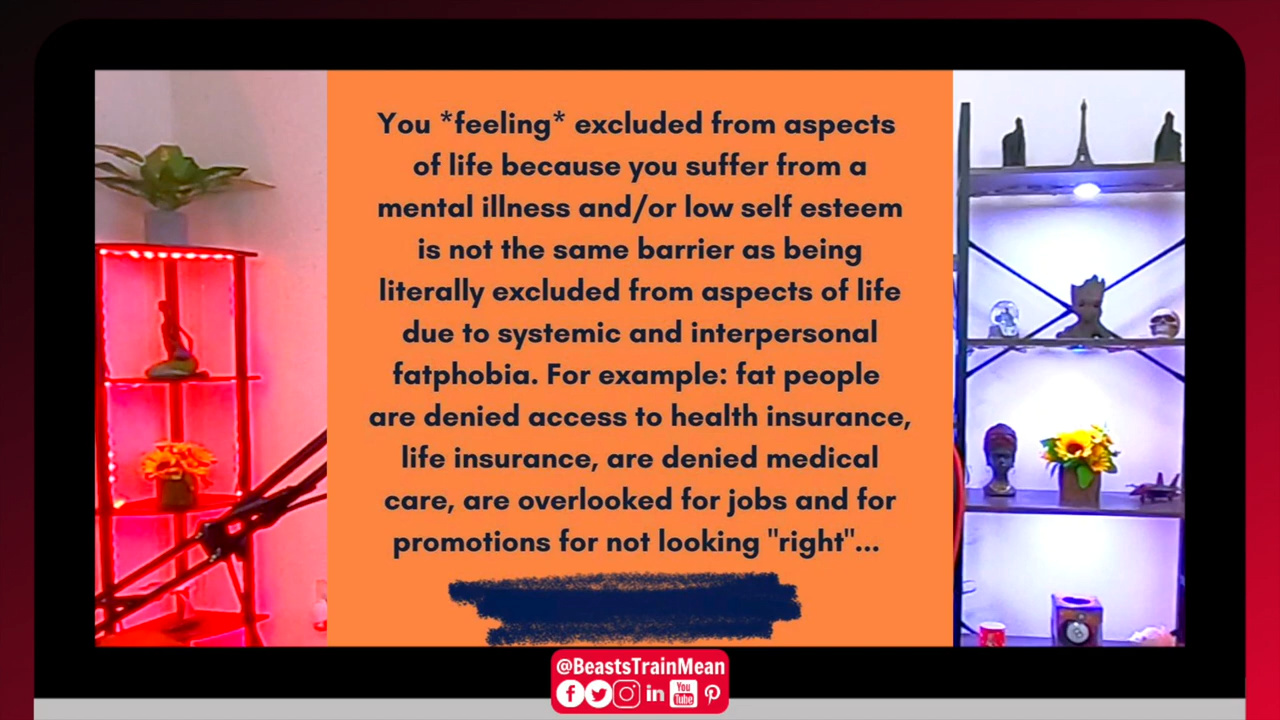 You *feeling* excluded from aspects
of life because you suffer from a
mental illness and/or low self esteem
is not the same barrier as being
literally excluded from aspects of life
due to systemic and interpersonal
fatphobia. For example: fat people
are denied access to health insurance,
life insurance, are denied medical
care, are overlooked for jobs and for
promotions for not looking "right"...
@BeastsTrainMean
in
You
Tube